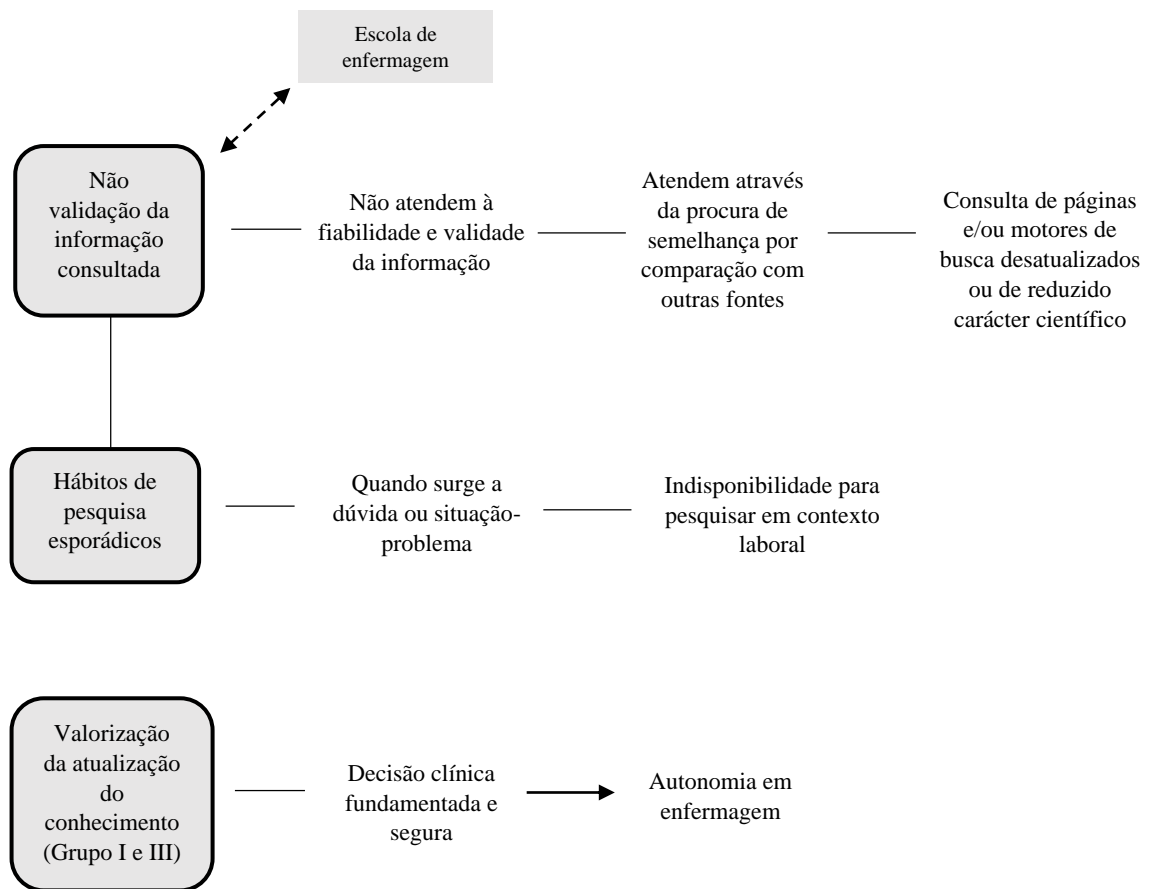 Escola de
enfermagem
Não
validação da
informação
consultada
Não atendem à
fiabilidade e validade
da informação
Atendem através
da procura de
semelhança por
comparação com
outras fontes
Consulta de páginas
e/ou motores de
busca desatualizados
ou de reduzido
carácter científico
Hábitos de
pesquisa
esporádicos
Quando surge a
dúvida ou situação-
problema
Indisponibilidade para
pesquisar em contexto
laboral
Valorização
da atualização
do
conhecimento
(Grupo I e III)
Decisão clínica
fundamentada e
segura
Autonomia em
enfermagem